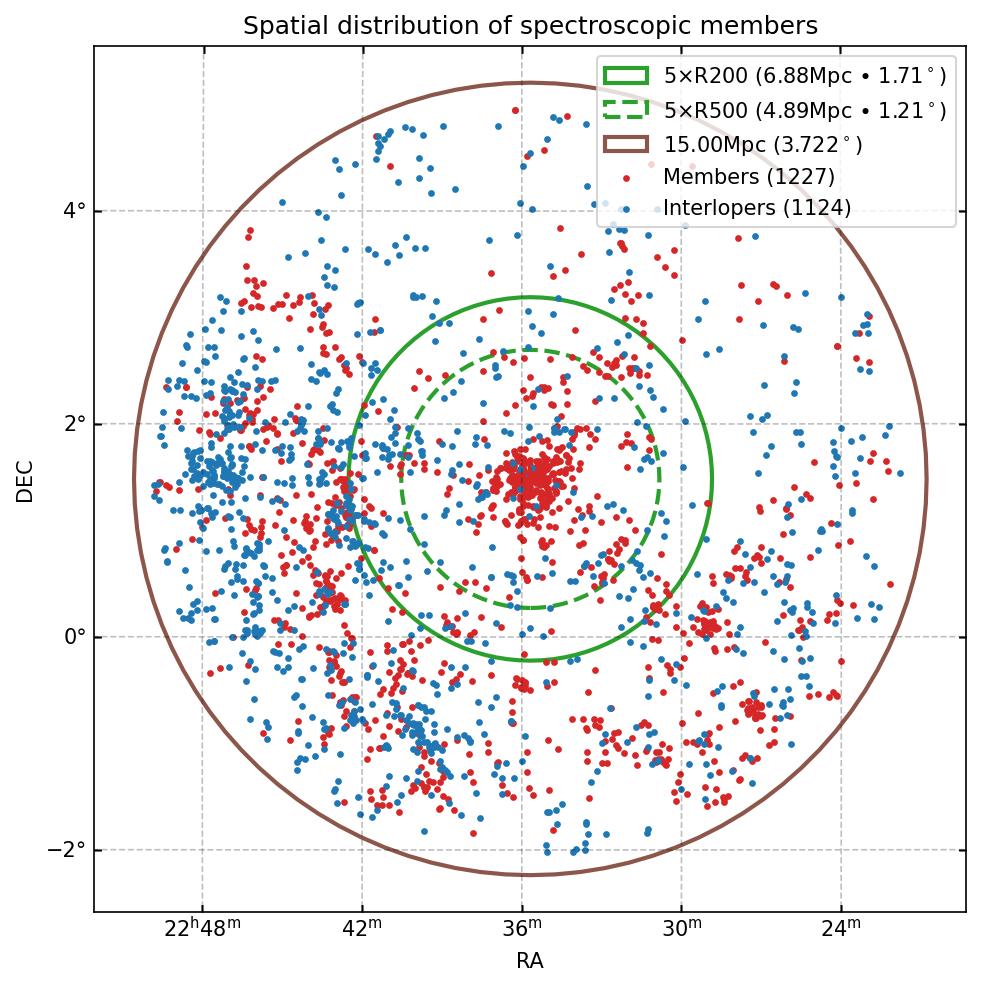 Spatial distribution of spectroscopic members
5×R200 (6.88Mpc • 1.71°)
5×R500 (4.89Mpc • 1.21°)
15.00Mpc (3.722°)
Members (1227)
Interlopers (1124)
4°
2°
0°
−2°
DEC
22ʰ48ᵐ 42ᵐ 36ᵐ 30ᵐ 24ᵐ
RA